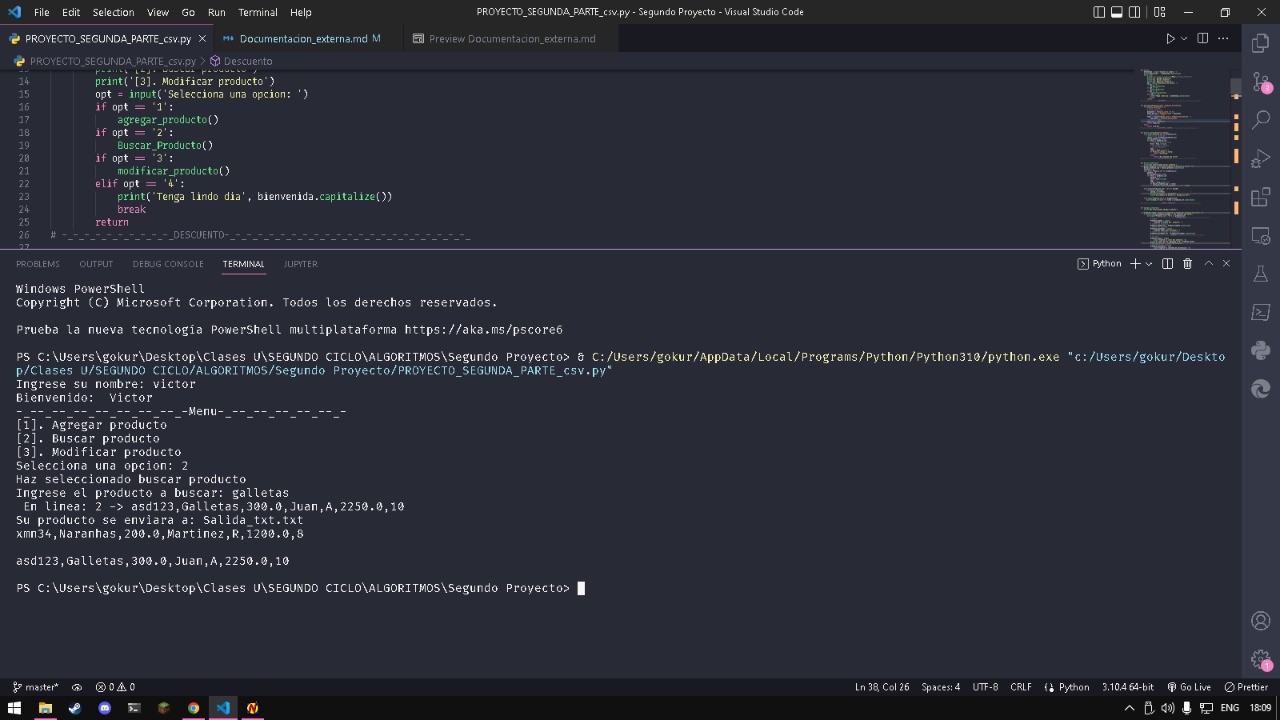 File Edit Selection View Go Run Terminal Help PROYECTO_SEGUNDA_PARTE_csv.py - Segundo Proyecto - Visual Studio Code
PROYECTO_SEGUNDA_PARTE_csv.py Documentacion_externa.md M Preview Documentacion_externa.md
PROYECTO_SEGUNDA_PARTE_csv.py > Descuento
14 print('[3]. Modificar producto')
15 opt = input('Selecciona una opcion: ')
16 if opt == '1':
17 agregar_producto()
18 if opt == '2':
19 Buscar_Producto()
20 if opt == '3':
21 modificar_producto()
22 elif opt == '4':
23 print('Tenga lindo dia', bienvenida.capitalize())
24 break
25 return
26 # -_-_-_-_-_-_-_-_DESCUENTO-_-_-_-_-_-_-_-_-_-_-_-_-_-
PROBLEMS OUTPUT DEBUG CONSOLE TERMINAL JUPYTER Python
Windows PowerShell
Copyright (C) Microsoft Corporation. Todos los derechos reservados.
Prueba la nueva tecnología PowerShell multiplataforma https://aka.ms/pscore6
PS C:\Users\gokur\Desktop\Clases U\SEGUNDO CICLO\ALGORITMOS\Segundo Proyecto> & C:/Users/gokur/AppData/Local/Programs/Python/Python310/python.exe "c:/Users/gokur/Deskto
p/Clases U/SEGUNDO CICLO/ALGORITMOS/Segundo Proyecto/PROYECTO_SEGUNDA_PARTE_csv.py"
Ingrese su nombre: victor
Bienvenido:  Victor
-_--_--_--_--_--_--_-Menu-_--_--_--_--_--_-
[1]. Agregar producto
[2]. Buscar producto
[3]. Modificar producto
Selecciona una opcion: 2
Haz seleccionado buscar producto
Ingrese el producto a buscar: galletas
En linea: 2 -> asd123,Galletas,300.0,Juan,A,2250.0,10
Su producto se enviara a: Salida_txt.txt
xmn34,Naranhas,200.0,Martinez,R,1200.0,8
asd123,Galletas,300.0,Juan,A,2250.0,10
PS C:\Users\gokur\Desktop\Clases U\SEGUNDO CICLO\ALGORITMOS\Segundo Proyecto>
master* 0 0 Ln 38, Col 26 Spaces: 4 UTF-8 CRLF Python 3.10.4 64-bit Go Live Prettier
ENG 18:09